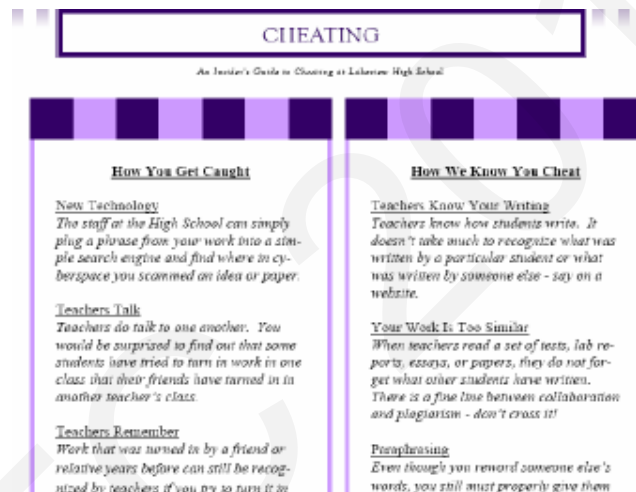 CHEATING
An Insider's Guide to Cheating at Lakeview High School
How You Get Caught
New Technology
The staff at the High School can simply
plug a phrase from your work into a sim-
ple search engine and find where in cy-
berspace you scammed an idea or paper.
Teachers Talk
Teachers do talk to one another. You
would be surprised to find out that some
students have tried to turn in work in one
class that their friends have turned in in
another teacher's class.
Teachers Remember
Work that was turned in by a friend or
relative years before can still be recog-
nized by teachers if you try to turn it in
How We Know You Cheat
Teachers Know Your Writing
Teachers know how students write. It
doesn't take much to recognize what was
written by a particular student or what
was written by someone else - say on a
website.
Your Work Is Too Similar
When teachers read a set of tests, lab re-
ports, essays, or papers, they do not for-
get what other students have written.
There is a fine line between collaboration
and plagiarism - don't cross it!
Paraphrasing
Even though you reword someone else's
words, you still must properly give them